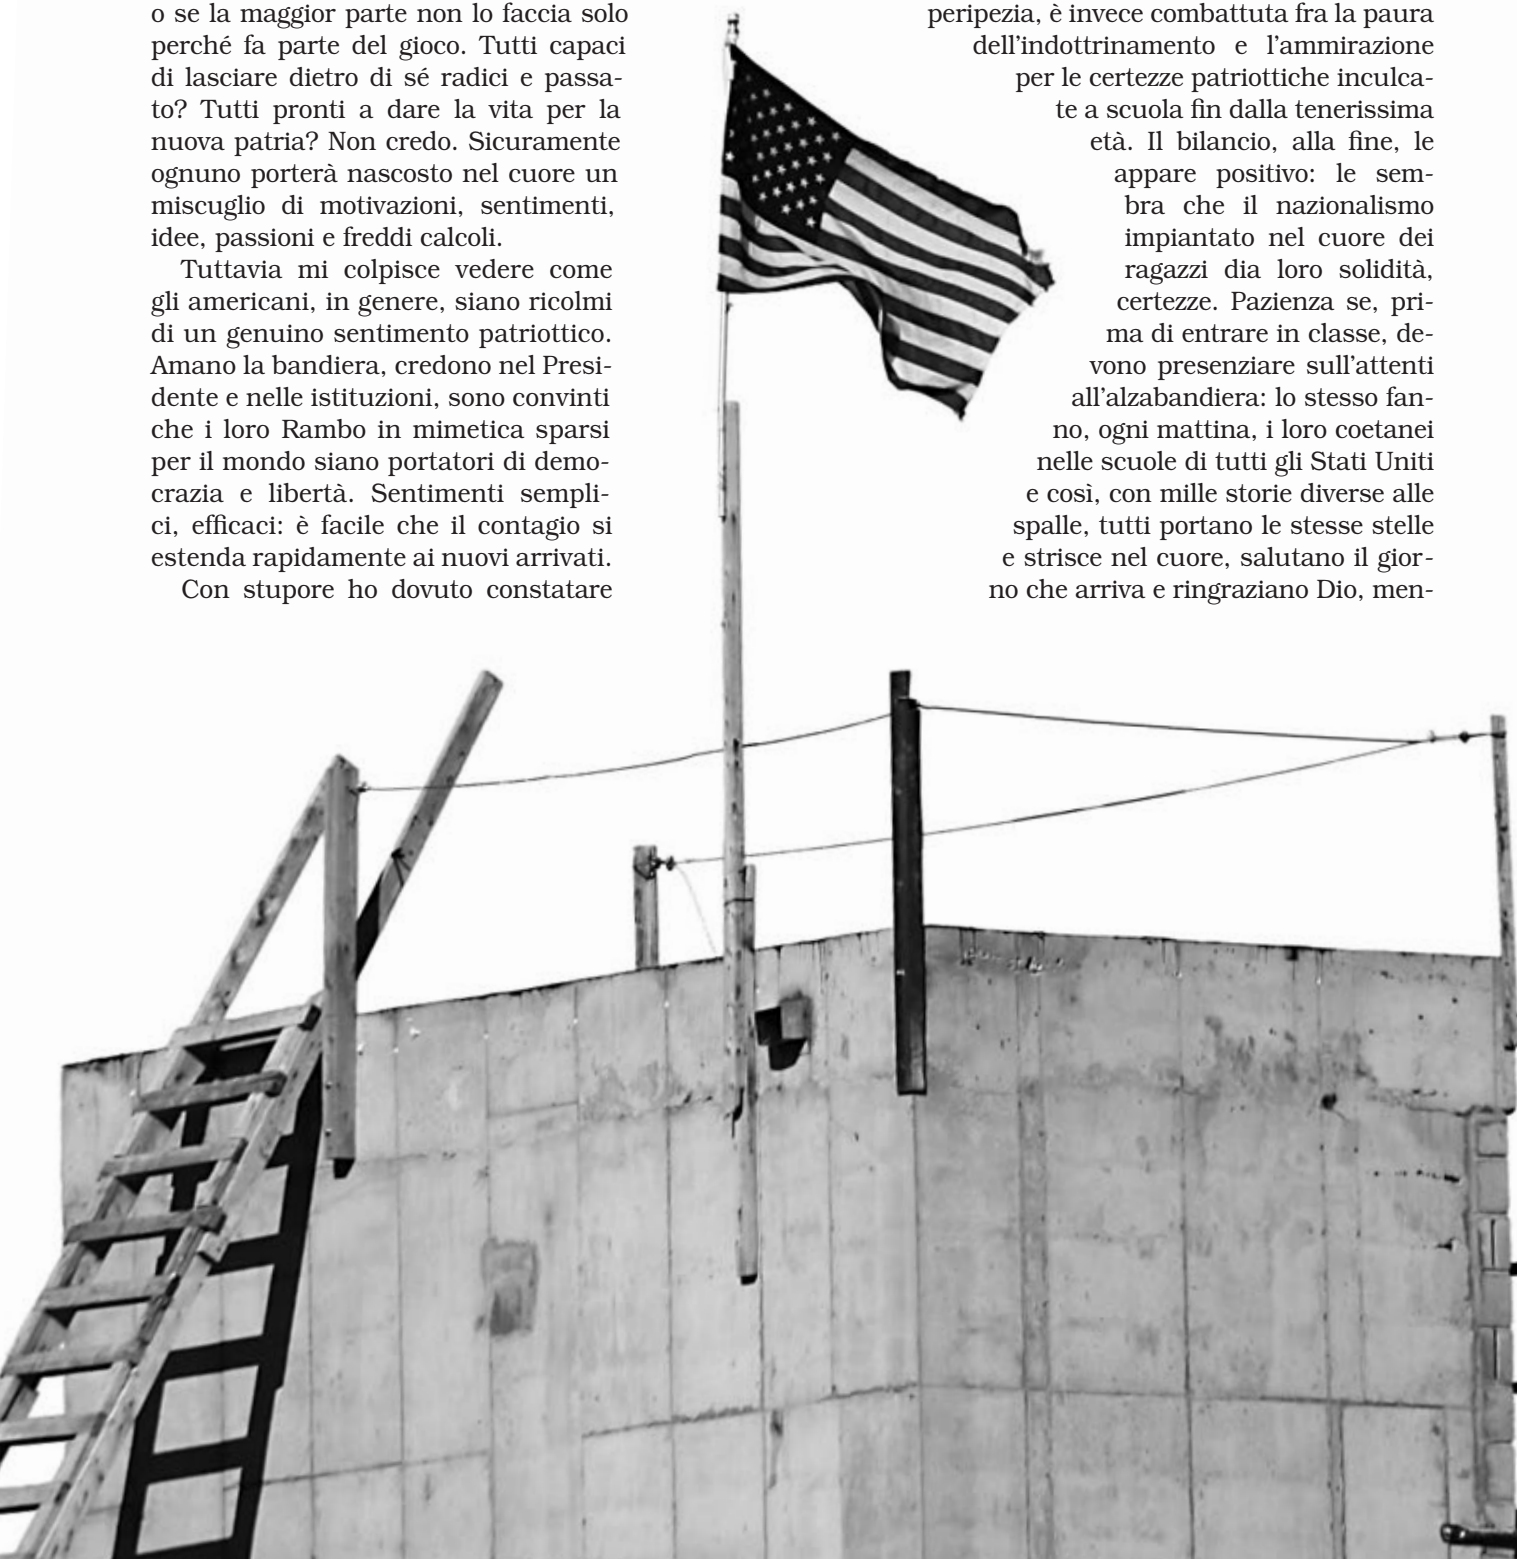 o se la maggior parte non lo faccia solo
perché fa parte del gioco. Tutti capaci
di lasciare dietro di sé radici e passa-
to? Tutti pronti a dare la vita per la
nuova patria? Non credo. Sicuramente
ognuno porterà nascosto nel cuore un
miscuglio di motivazioni, sentimenti,
idee, passioni e freddi calcoli.
Tuttavia mi colpisce vedere come
gli americani, in genere, siano ricolmi
di un genuino sentimento patriottico.
Amano la bandiera, credono nel Presi-
dente e nelle istituzioni, sono convinti
che i loro Rambo in mimetica sparsi
per il mondo siano portatori di demo-
crazia e libertà. Sentimenti sempli-
ci, efficaci: è facile che il contagio si
estenda rapidamente ai nuovi arrivati.
Con stupore ho dovuto constatare
peripezia, è invece combattuta fra la paura
dell'indottrinamento e l'ammirazione
per le certezze patriottiche inculca-
te a scuola fin dalla tenerissima
età. Il bilancio, alla fine, le
appare positivo: le sem-
bra che il nazionalismo
impiantato nel cuore dei
ragazzi dia loro solidità,
certezze. Pazienza se, pri-
ma di entrare in classe, de-
vono presenziare sull'attenti
all'alzabandiera: lo stesso fan-
no, ogni mattina, i loro coetanei
nelle scuole di tutti gli Stati Uniti
e così, con mille storie diverse alle
spalle, tutti portano le stesse stelle
e strisce nel cuore, salutano il gior-
no che arriva e ringraziano Dio, men-